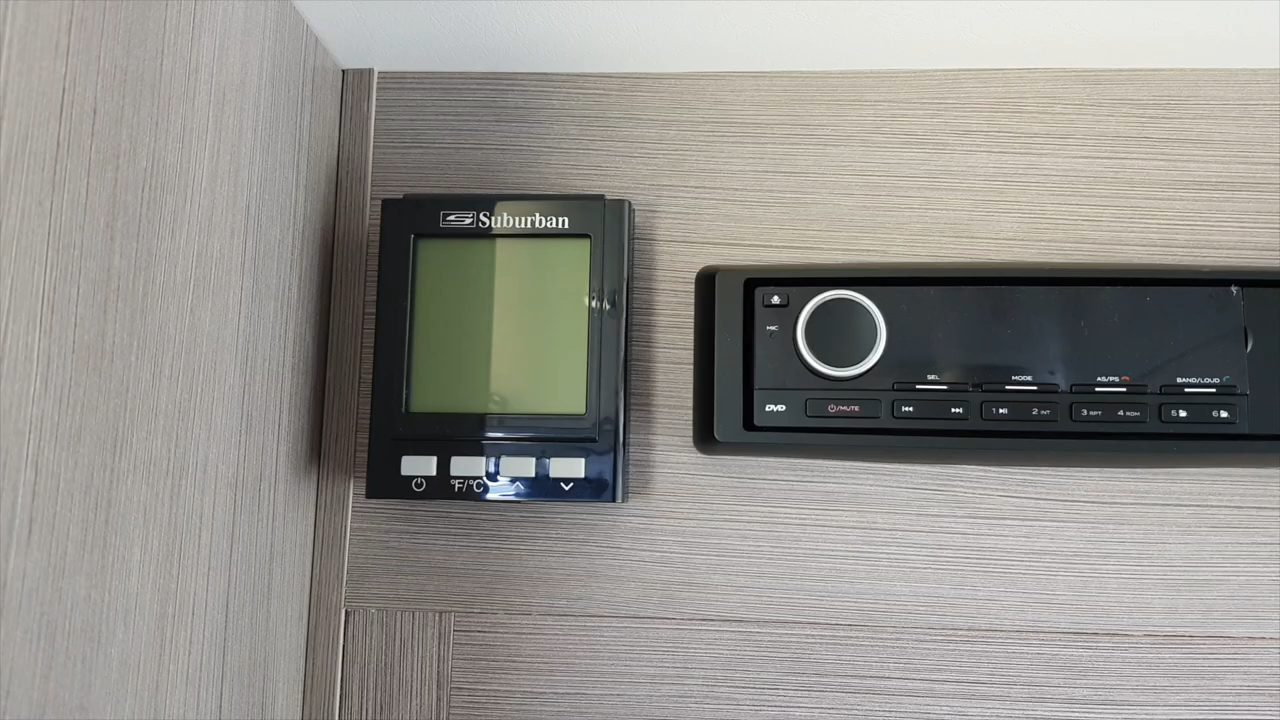 Suburban
°F/°C
MIC
SEL
MODE
AS/PS
BAND/LOUD
DVD
/MUTE
1
2 INT
3 RPT
4 RDM
5
6